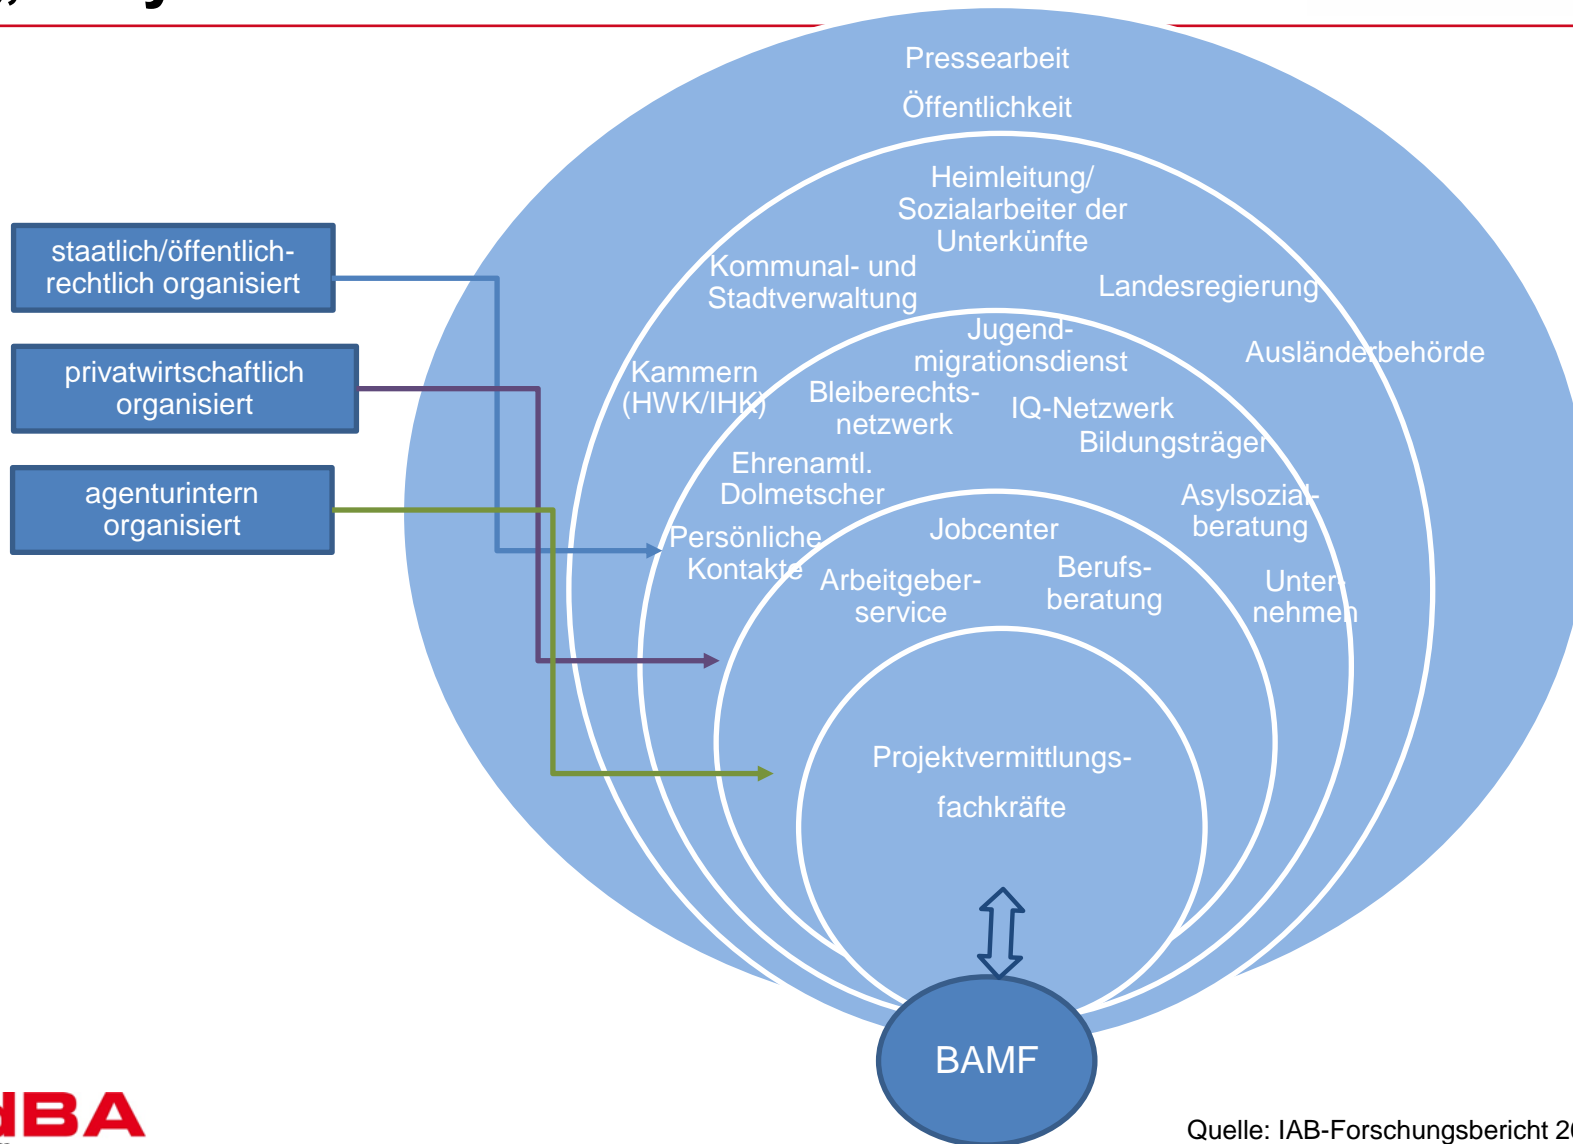 Pressearbeit
Öffentlichkeit
Heimleitung/
Sozialarbeiter der
Unterkünfte
Kommunal- und
Stadtverwaltung
Landesregierung
Ausländerbehörde
Kammern
(HWK/IHK)
Jugend-
migrationsdienst
Bleiberechts-
netzwerk
IQ-Netzwerk
Bildungsträger
Ehrenamtl.
Dolmetscher
Asylsozial-
beratung
Persönliche
Kontakte
Unter-
nehmen
Jobcenter
Arbeitgeber-
service
Berufs-
beratung
Projektvermittlungs-
fachkräfte
BAMF
staatlich/öffentlich-
rechtlich organisiert
privatwirtschaftlich
organisiert
agenturintern
organisiert
dBA
Quelle: IAB-Forschungsbericht